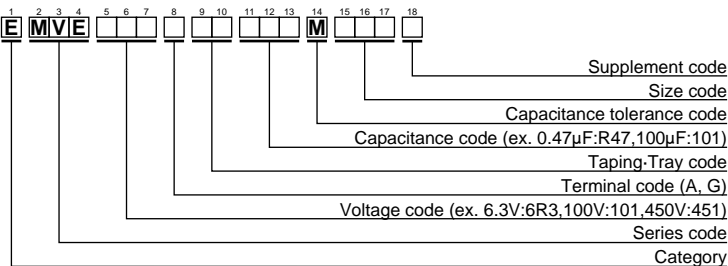 1 2 3 4 5 6 7 8 9 10 11 12 13 14 15 16 17 18
E M V E M
Supplement code
Size code
Capacitance tolerance code
Capacitance code (ex. 0.47μF:R47,100μF:101)
Taping·Tray code
Terminal code (A, G)
Voltage code (ex. 6.3V:6R3,100V:101,450V:451)
Series code
Category